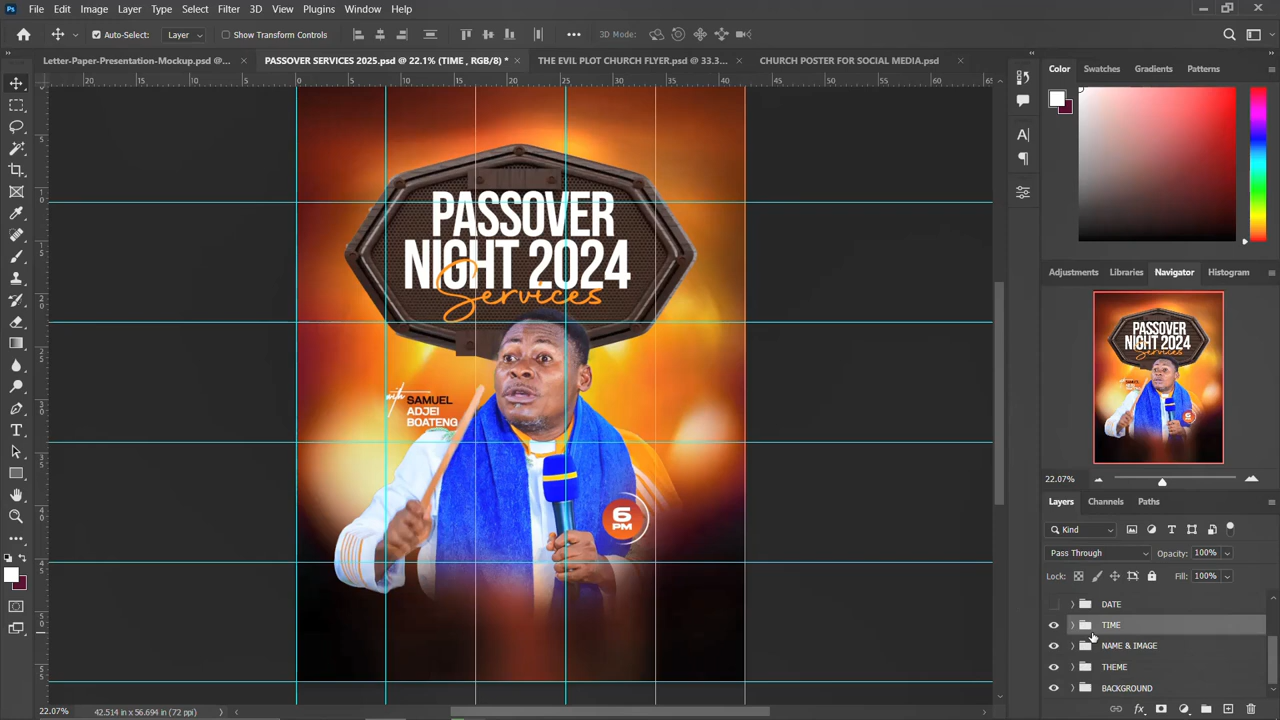 File Edit Image Layer Type Select Filter 3D View Plugins Window Help
Auto-Select: Layer Show Transform Controls 3D Mode:
Letter-Paper-Presentation-Mockup.psd @... PASSOVER SERVICES 2025.psd @ 22.1% (TIME , RGB/8) * THE EVIL PLOT CHURCH FLYER.psd @ 33.3... CHURCH POSTER FOR SOCIAL MEDIA.psd
Color Swatches Gradients Patterns
PASSOVER
NIGHT 2024
Services
with SAMUEL
ADJEI
BOATENG
6
PM
Adjustments Libraries Navigator Histogram
PASSOVER
NIGHT 2024
Services
22.07%
Layers Channels Paths
Kind
Pass Through Opacity: 100%
Lock: Fill: 100%
DATE
TIME
NAME & IMAGE
THEME
BACKGROUND
22.07% 42.514 in x 56.694 in (72 ppi)